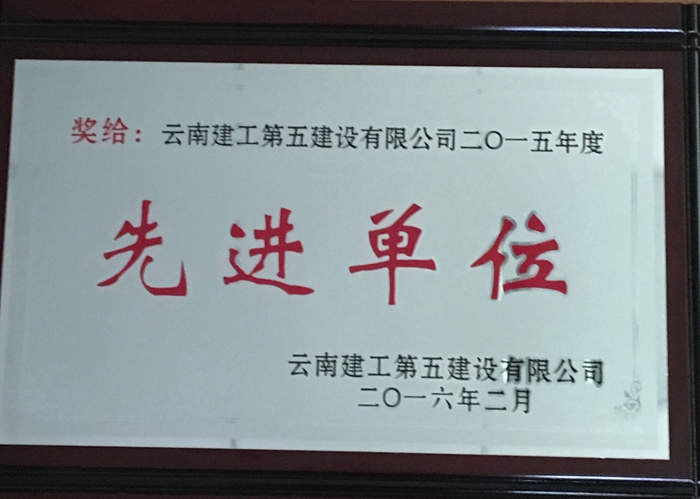 奖给：云南建工第五建设有限公司二〇一五年度
先进单位
云南建工第五建设有限公司
二〇一六年二月